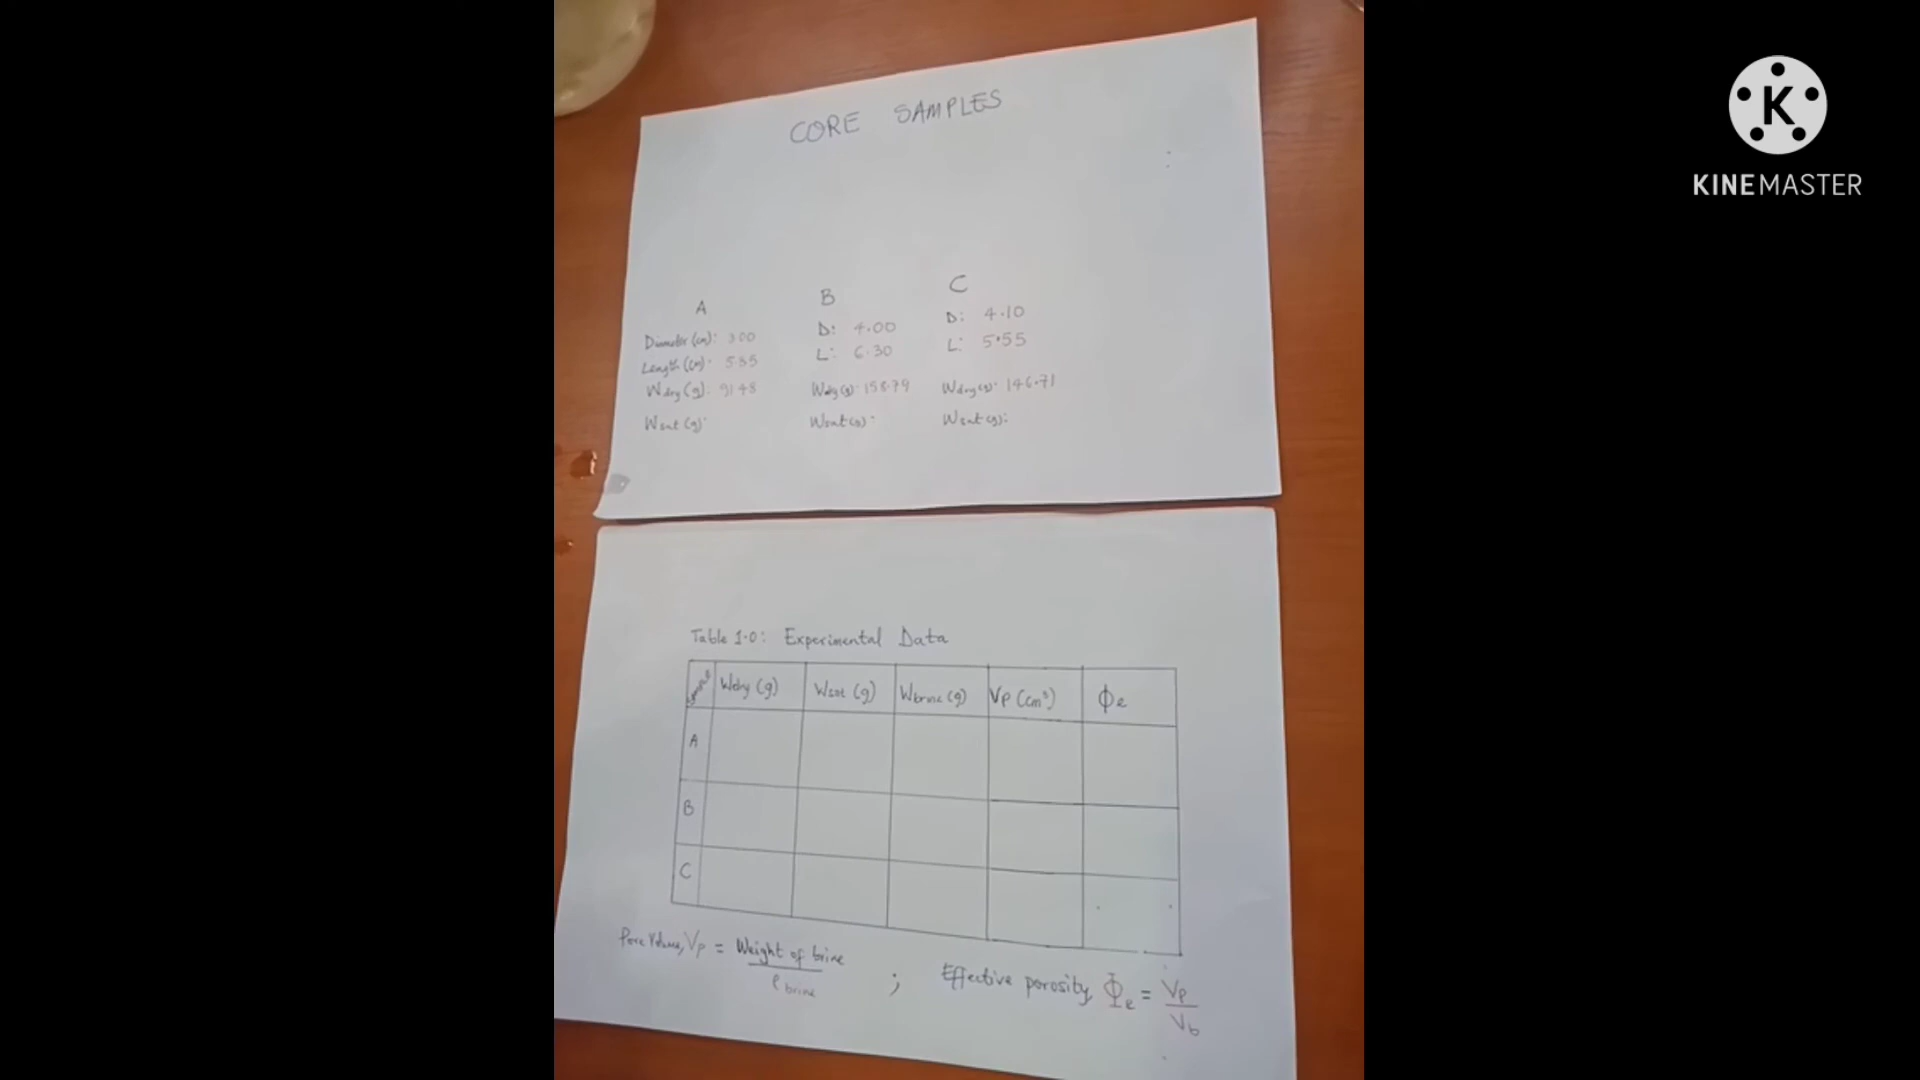 KINEMASTER
CORE SAMPLES
A
Diameter (cm): 3.00
Length (cm):
Wdry (g): 91.48
Wsat (g):
B
D: 4.00
L: 6.30
Wdry (g): 158.79
Wsat (g):
C
D: 4.10
L: 5.55
Wdry (g): 146.71
Wsat (g):
Table 1.0: Experimental Data
Sample Wdry (g) Wsat (g) Wbrine (g) Vp (cm³) Φe
A
B
C
Pore Volume, Vp = Weight of brine / ρ brine ; Effective porosity, Φe = Vp / Vb